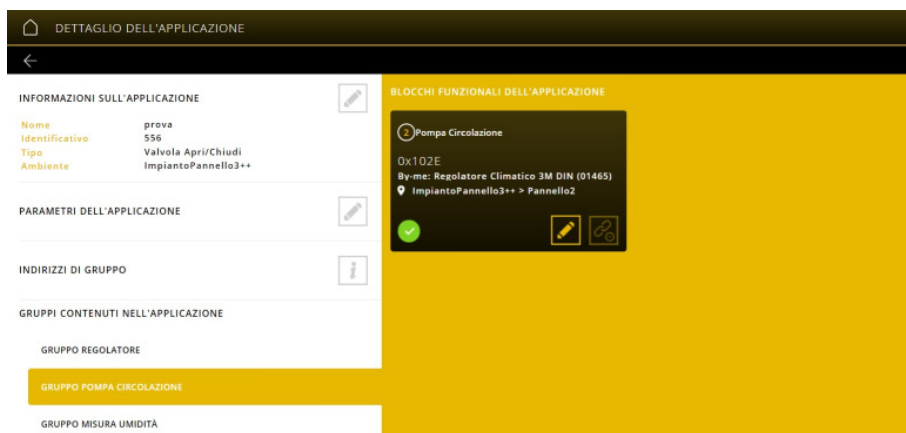 DETTAGLIO DELL'APPLICAZIONE
INFORMAZIONI SULL'APPLICAZIONE
Nome prova
Identificativo 556
Tipo Valvola Apri/Chiudi
Ambiente ImpiantoPannello3++
PARAMETRI DELL'APPLICAZIONE
INDIRIZZI DI GRUPPO
i
GRUPPI CONTENUTI NELL'APPLICAZIONE
GRUPPO REGOLATORE
GRUPPO POMPA CIRCOLAZIONE
GRUPPO MISURA UMIDITÀ
BLOCCHI FUNZIONALI DELL'APPLICAZIONE
2 Pompa Circolazione
0x102E
By-me: Regolatore Climatico 3M DIN (01465)
ImpiantoPannello3++ > Pannello2